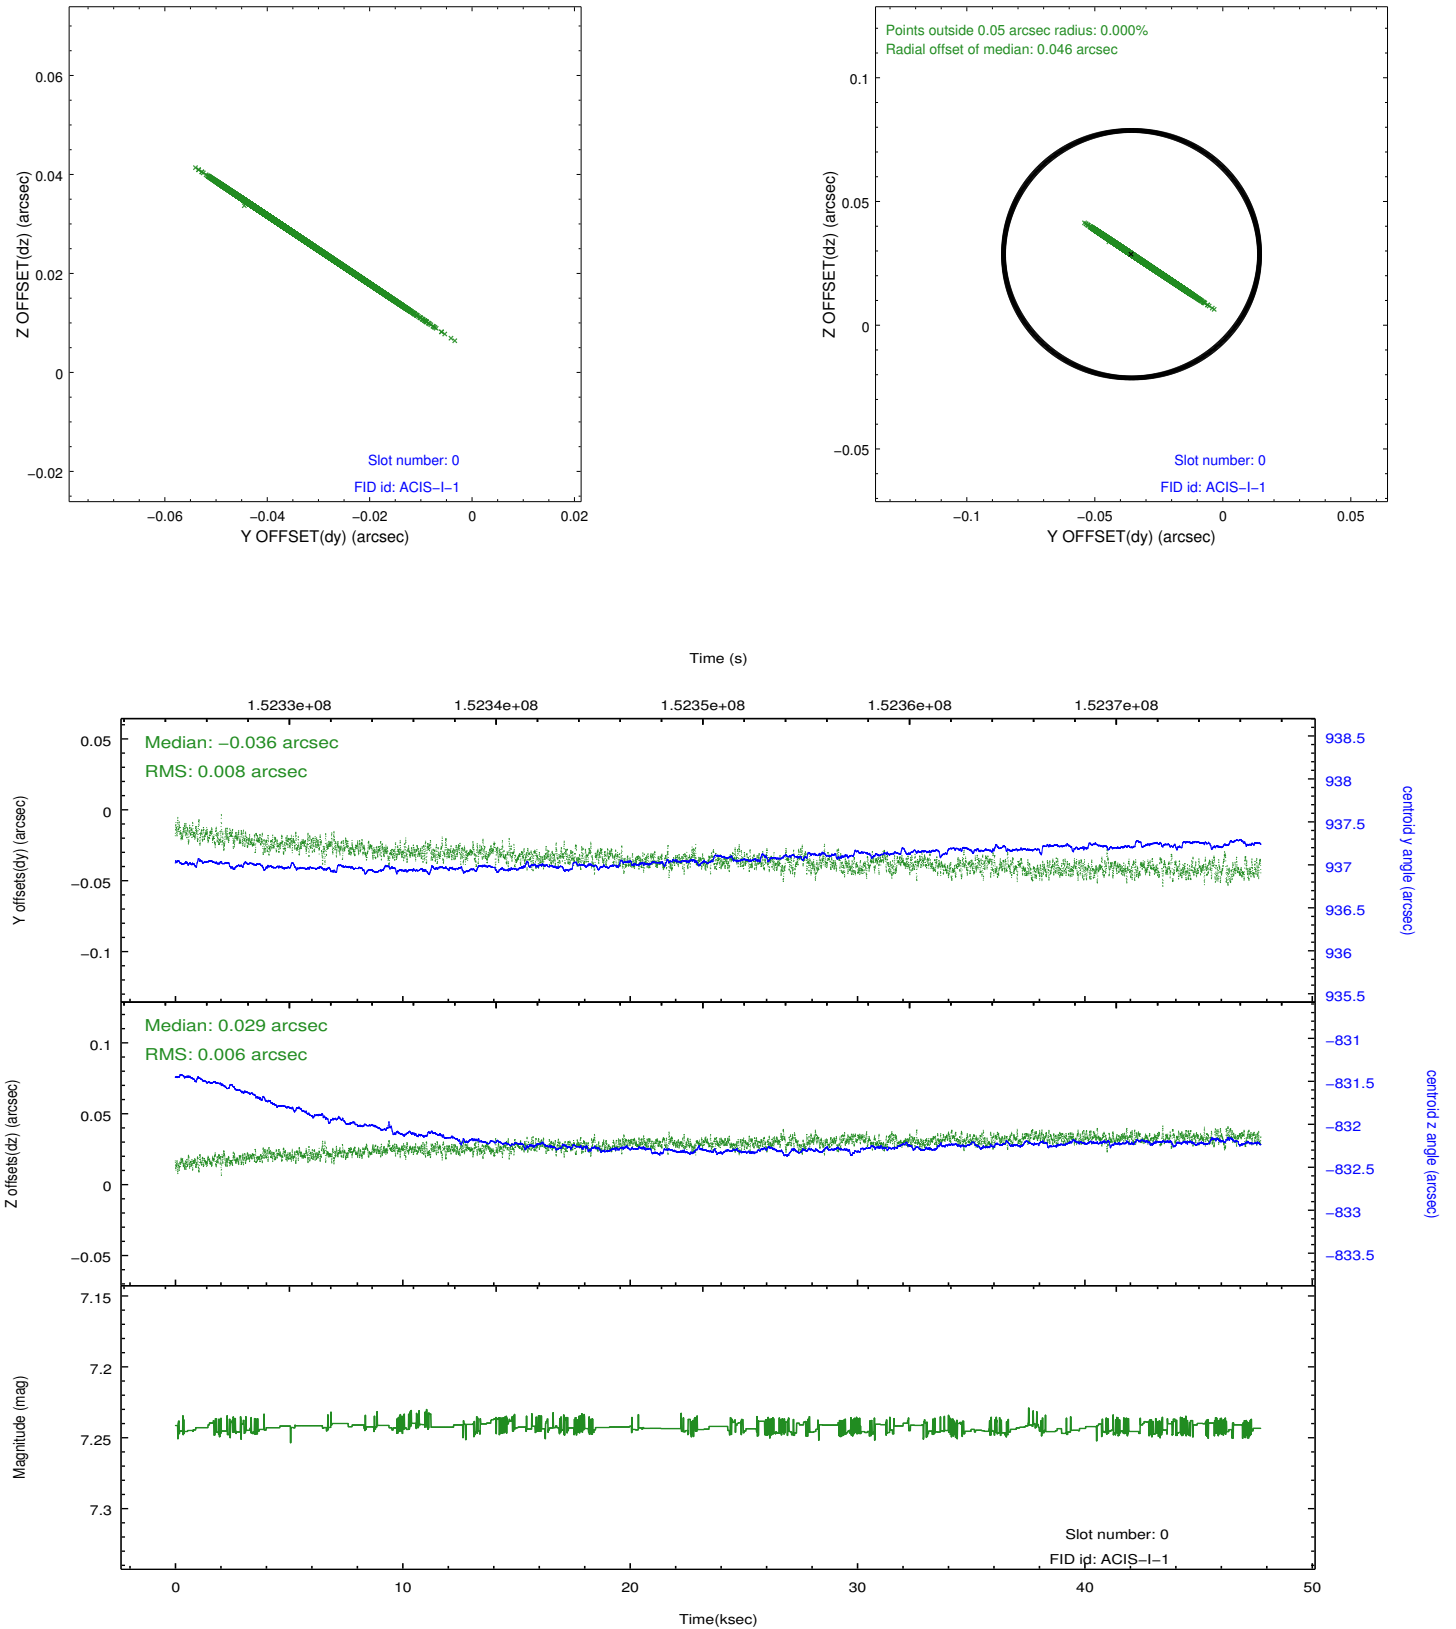 0.06
0.04
0.02
0
−0.02
Z OFFSET(dz) (arcsec)
−0.06
−0.04
−0.02
0
0.02
Y OFFSET(dy) (arcsec)
Slot number: 0
FID id: ACIS−I−1
Points outside 0.05 arcsec radius: 0.000%
Radial offset of median: 0.046 arcsec
0.1
0.05
0
−0.05
Z OFFSET(dz) (arcsec)
−0.1
−0.05
0
0.05
Y OFFSET(dy) (arcsec)
Slot number: 0
FID id: ACIS−I−1
Time (s)
1.5233e+08
1.5234e+08
1.5235e+08
1.5236e+08
1.5237e+08
Median: −0.036 arcsec
RMS: 0.008 arcsec
0.05
0
−0.05
−0.1
Y offsets(dy) (arcsec)
938.5
938
937.5
937
936.5
936
935.5
centroid y angle (arcsec)
Median: 0.029 arcsec
RMS: 0.006 arcsec
0.1
0.05
0
−0.05
Z offsets(dz) (arcsec)
−831
−831.5
−832
−832.5
−833
−833.5
centroid z angle (arcsec)
7.15
7.2
7.25
7.3
Magnitude (mag)
Slot number: 0
FID id: ACIS−I−1
0
10
20
30
40
50
Time(ksec)